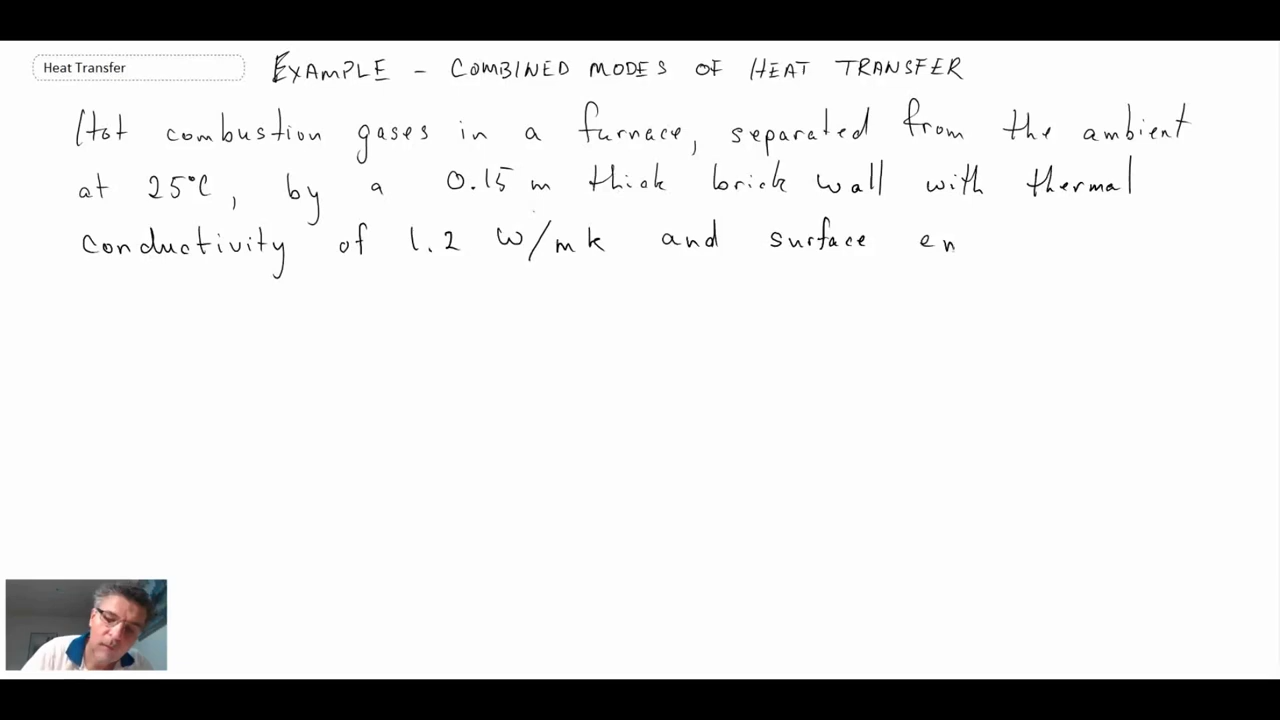 Heat Transfer
EXAMPLE - COMBINED MODES OF HEAT TRANSFER
Hot combustion gases in a furnace, separated from the ambient
at 25°C, by a 0.15 m thick brick wall with thermal
conductivity of 1.2 W/mk and surface en